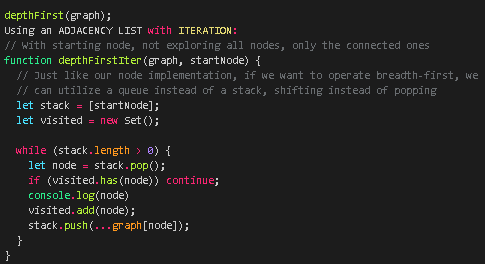 depthFirst(graph);
Using an ADJACENCY LIST with ITERATION:
// With starting node, not exploring all nodes, only the connected ones
function depthFirstIter(graph, startNode) {
  // Just like our node implementation, if we want to operate breadth-first, we
  // can utilize a queue instead of a stack, shifting instead of popping
  let stack = [startNode];
  let visited = new Set();

  while (stack.length > 0) {
    let node = stack.pop();
    if (visited.has(node)) continue;
    console.log(node)
    visited.add(node);
    stack.push(...graph[node]);
  }
}